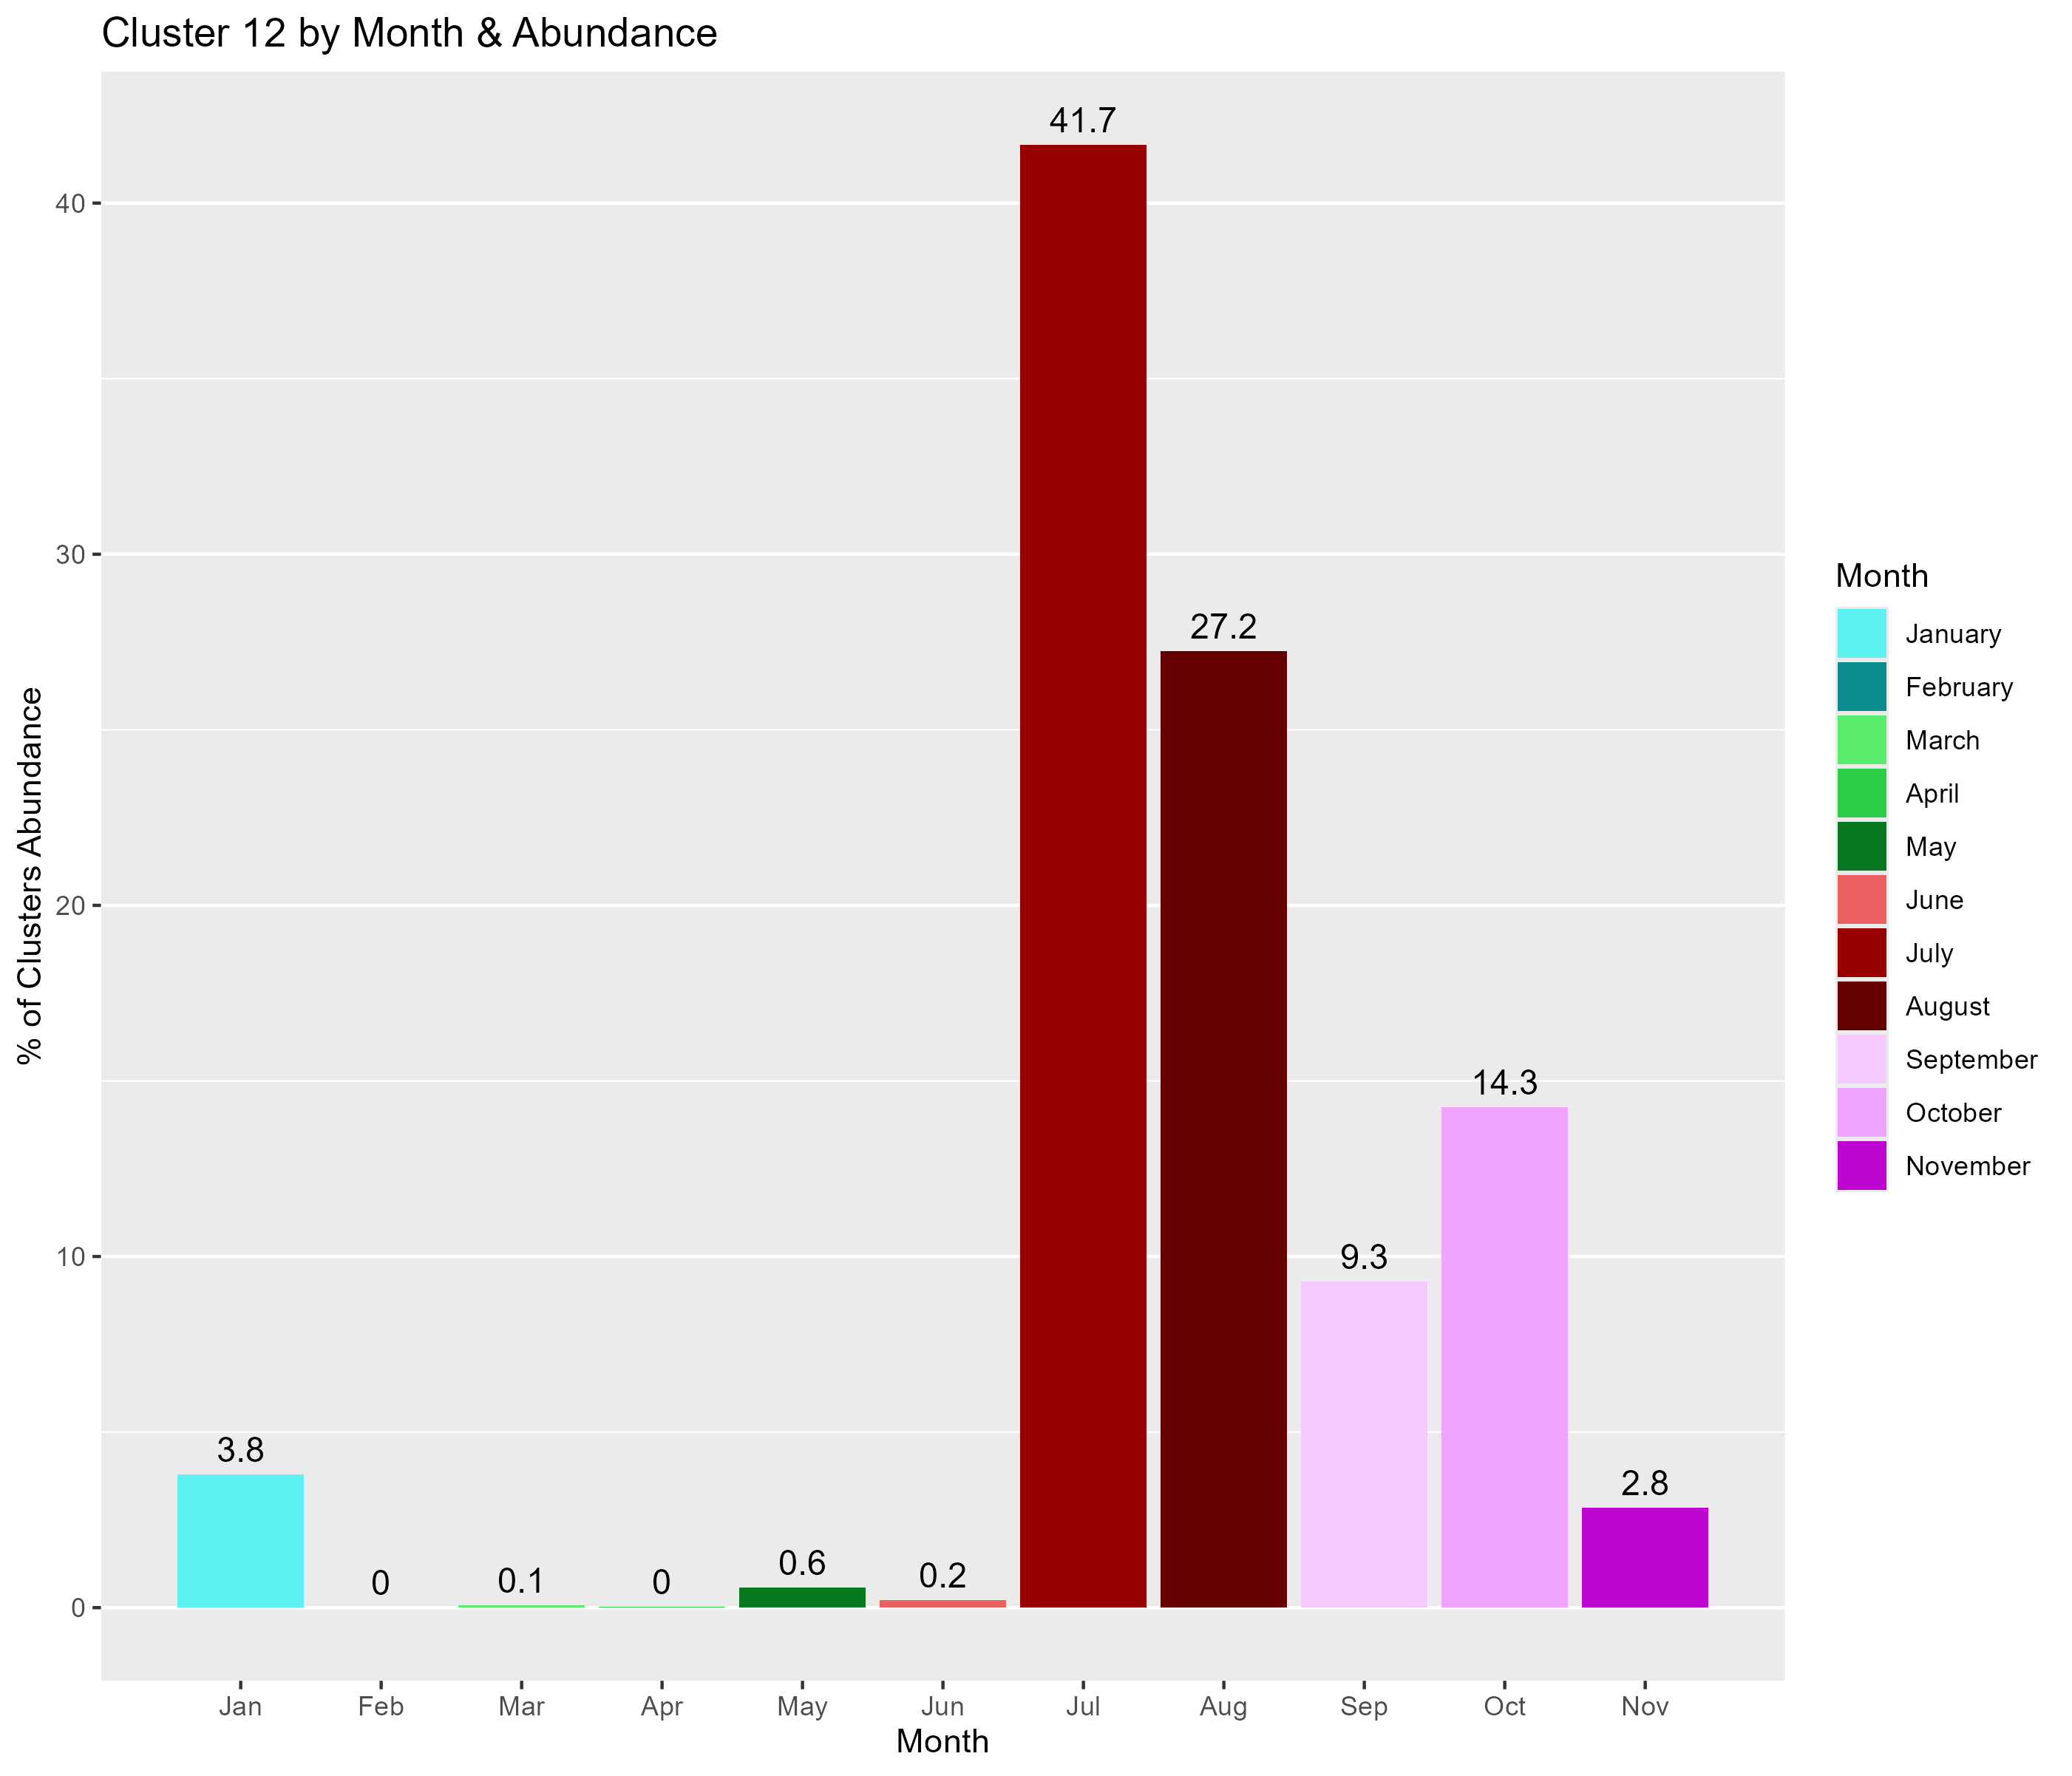 Cluster 12 by Month & Abundance
% of Clusters Abundance
40
30
20
10
0
3.8
0
0.1
0
0.6
0.2
41.7
27.2
9.3
14.3
2.8
Jan
Feb
Mar
Apr
May
Jun
Jul
Aug
Sep
Oct
Nov
Month
Month
January
February
March
April
May
June
July
August
September
October
November